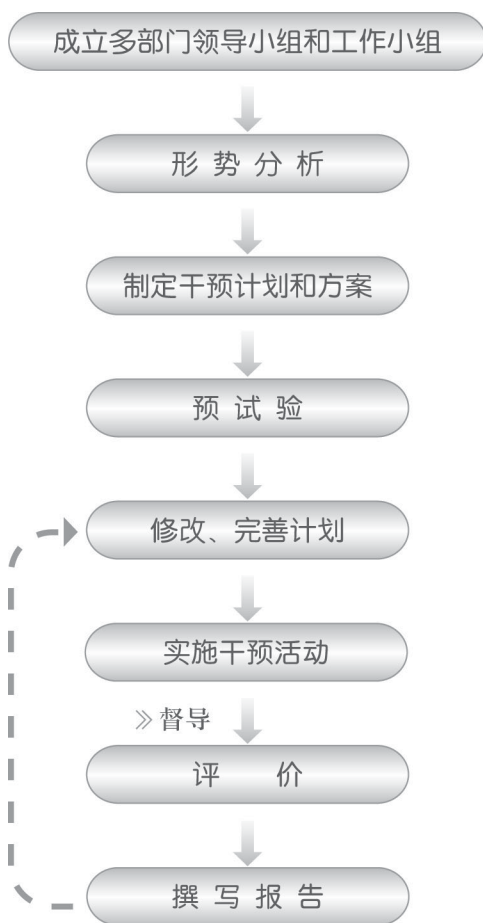 成立多部门领导小组和工作小组
形势分析
制定干预计划和方案
预试验
修改、完善计划
实施干预活动
》督导
评价
撰写报告